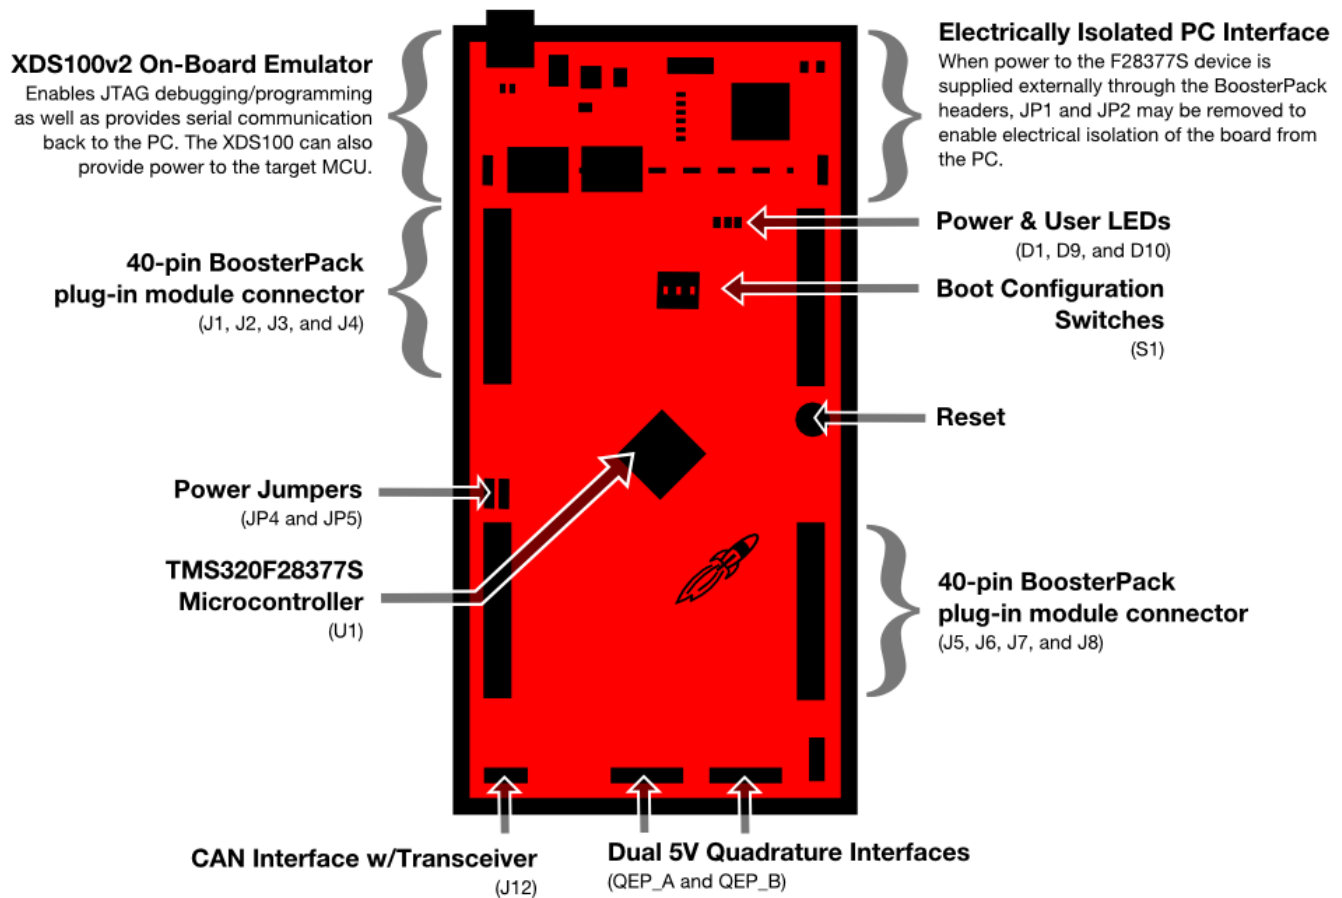 XDS100v2 On-Board Emulator
Enables JTAG debugging/programming
as well as provides serial communication
back to the PC. The XDS100 can also
provide power to the target MCU.
40-pin BoosterPack
plug-in module connector
(J1, J2, J3, and J4)
Power Jumpers
(JP4 and JP5)
TMS320F28377S
Microcontroller
(U1)
CAN Interface w/Transceiver
(J12)
Dual 5V Quadrature Interfaces
(QEP_A and QEP_B)
Electrically Isolated PC Interface
When power to the F28377S device is
supplied externally through the BoosterPack
headers, JP1 and JP2 may be removed to
enable electrical isolation of the board from
the PC.
Power & User LEDs
(D1, D9, and D10)
Boot Configuration
Switches
(S1)
Reset
40-pin BoosterPack
plug-in module connector
(J5, J6, J7, and J8)